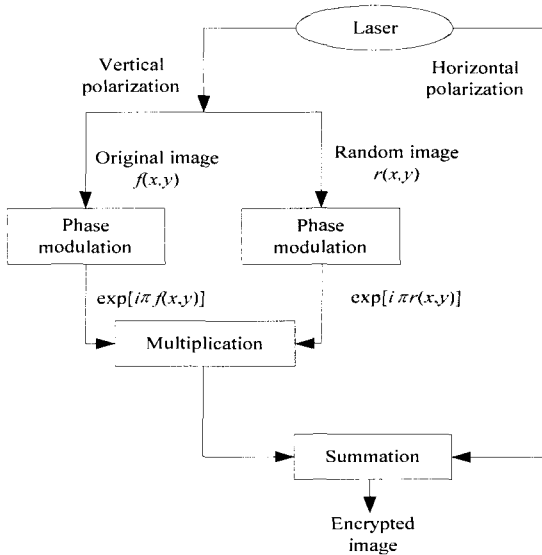 Laser
Vertical
polarization
Horizontal
polarization
Original image
f(x,y)
Random image
r(x,y)
Phase
modulation
Phase
modulation
exp[iπ f(x,y)]
exp[iπr(x,y)]
Multiplication
Summation
Encrypted
image